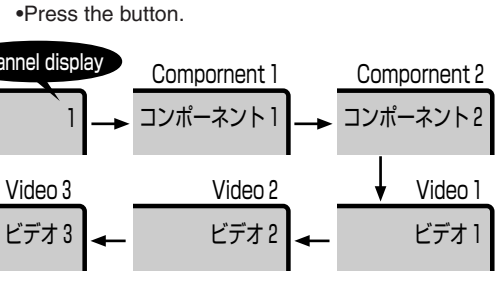 •Press the button.
annel display
Compornent 1
Compornent 2
1
コンポーネント1
コンポーネント2
Video 3
Video 2
Video 1
ビデオ3
ビデオ2
ビデオ1